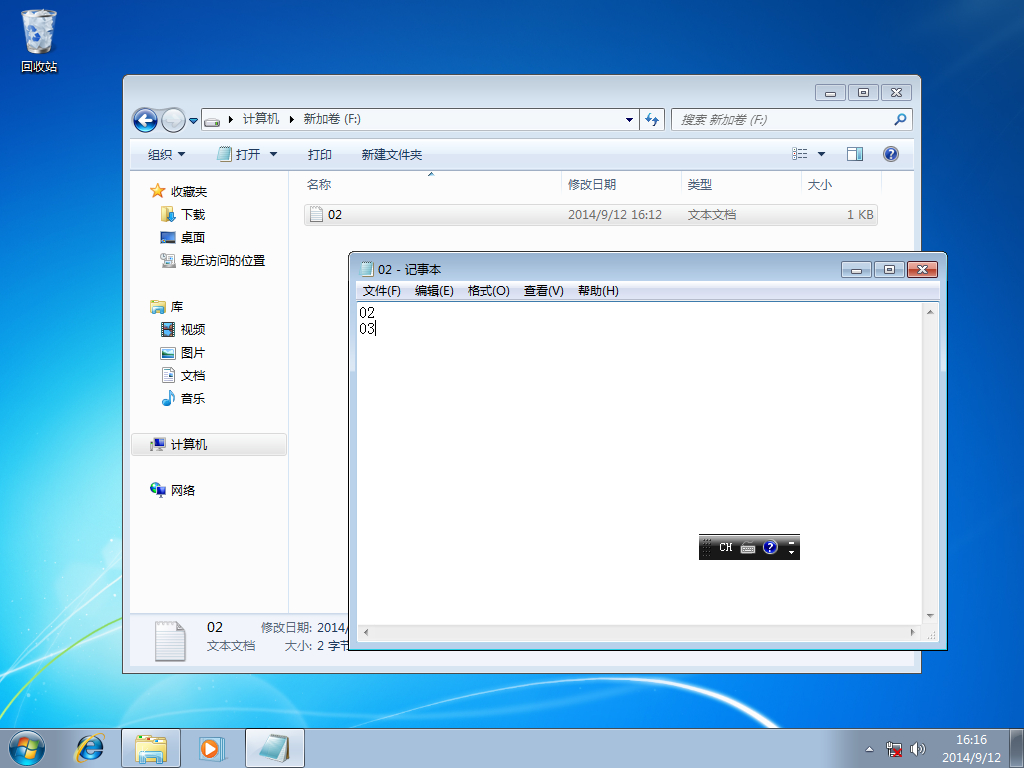 回收站
计算机 新加卷 (F:)
搜索 新加卷 (F:)
组织 打开 打印 新建文件夹
名称 修改日期 类型 大小
02 2014/9/12 16:12 文本文档 1 KB
收藏夹
下载
桌面
最近访问的位置
库
视频
图片
文档
音乐
计算机
网络
02 - 记事本
文件(F) 编辑(E) 格式(O) 查看(V) 帮助(H)
02
03
CH
02 修改日期: 2014/
文本文档 大小: 2 字节
16:16
2014/9/12